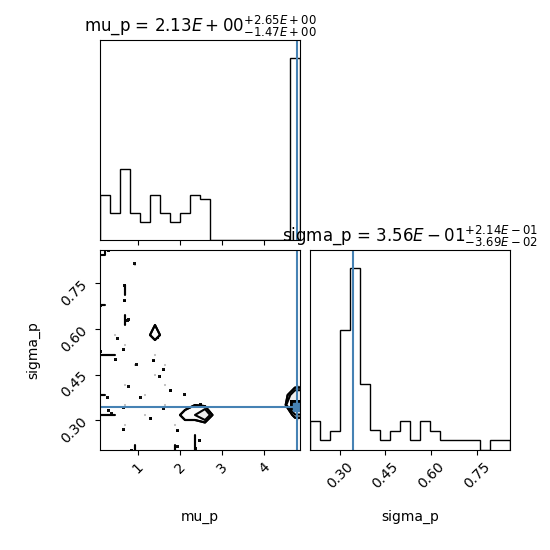 mu_p = 2.13E + 00+2.65E+00−1.47E+00
sigma_p = 3.56E − 01+2.14E−01−3.69E−02
sigma_p
0.75
0.60
0.45
0.30
1 2 3 4
0.30 0.45 0.60 0.75
mu_p
sigma_p